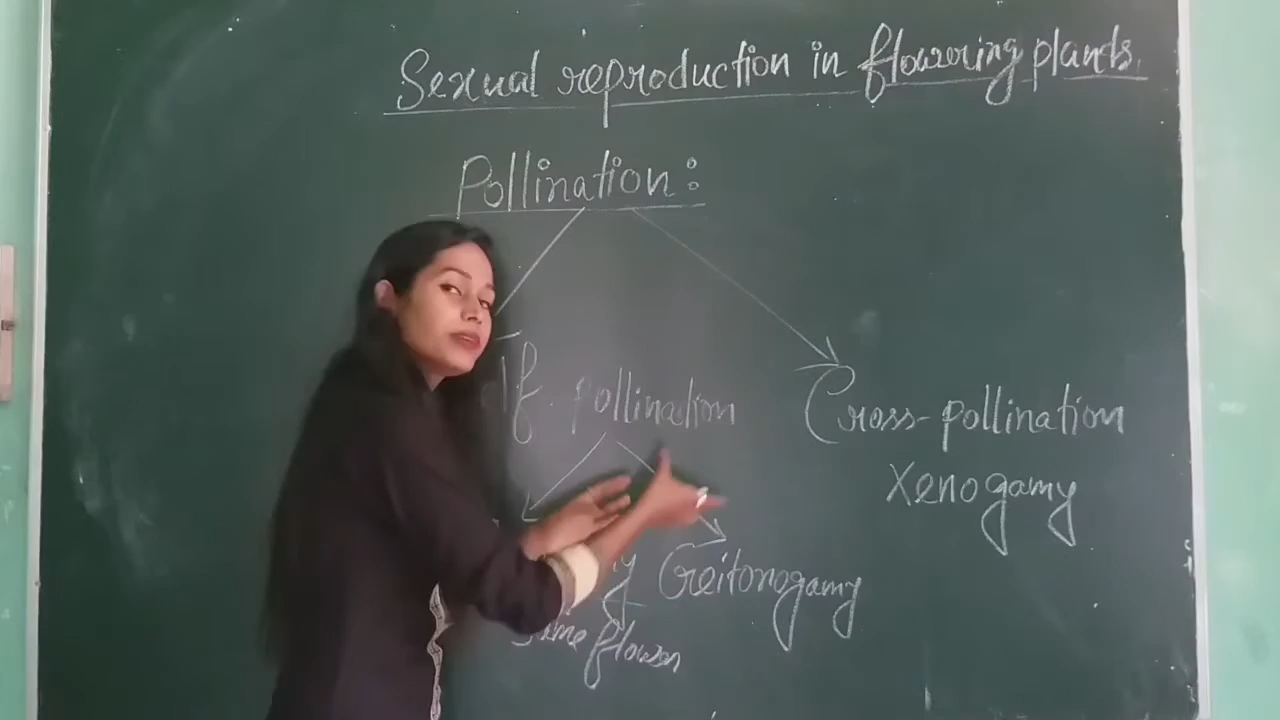 Sexual reproduction in flowering plants.
Pollination:
pollination
Cross-pollination
Xenogamy
Geitonogamy
flower